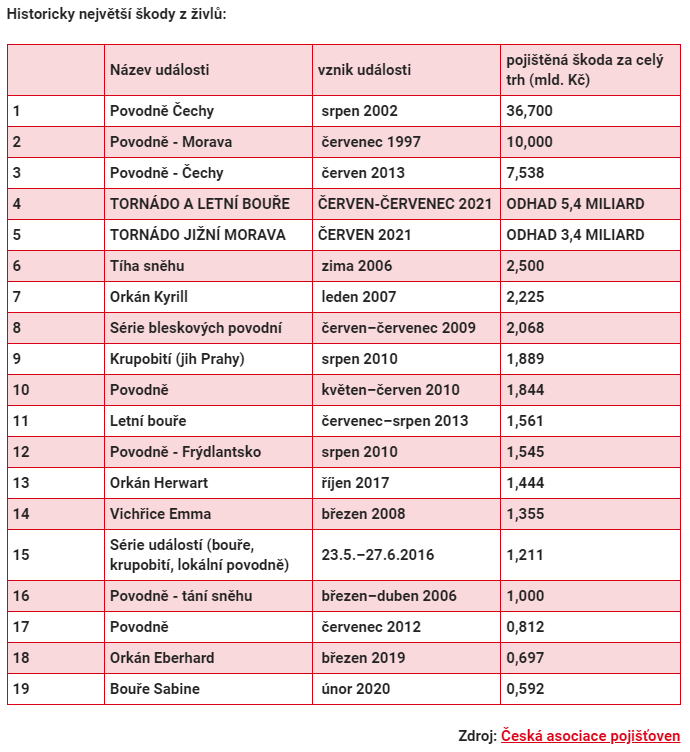 Historicky největší škody z živlů:
Název události vznik události pojištěná škoda za celý
trh (mld. Kč)
1 Povodně Čechy srpen 2002 36,700
2 Povodně - Morava červenec 1997 10,000
3 Povodně - Čechy červen 2013 7,538
4 TORNÁDO A LETNÍ BOUŘE ČERVEN-ČERVENEC 2021 ODHAD 5,4 MILIARD
5 TORNÁDO JIŽNÍ MORAVA ČERVEN 2021 ODHAD 3,4 MILIARD
6 Tíha sněhu zima 2006 2,500
7 Orkán Kyrill leden 2007 2,225
8 Série bleskových povodní červen–červenec 2009 2,068
9 Krupobití (jih Prahy) srpen 2010 1,889
10 Povodně květen–červen 2010 1,844
11 Letní bouře červenec–srpen 2013 1,561
12 Povodně - Frýdlantsko srpen 2010 1,545
13 Orkán Herwart říjen 2017 1,444
14 Vichřice Emma březen 2008 1,355
15 Série událostí (bouře,
krupobití, lokální povodně) 23.5.–27.6.2016 1,211
16 Povodně - tání sněhu březen–duben 2006 1,000
17 Povodně červenec 2012 0,812
18 Orkán Eberhard březen 2019 0,697
19 Bouře Sabine únor 2020 0,592
Zdroj: Česká asociace pojišťoven